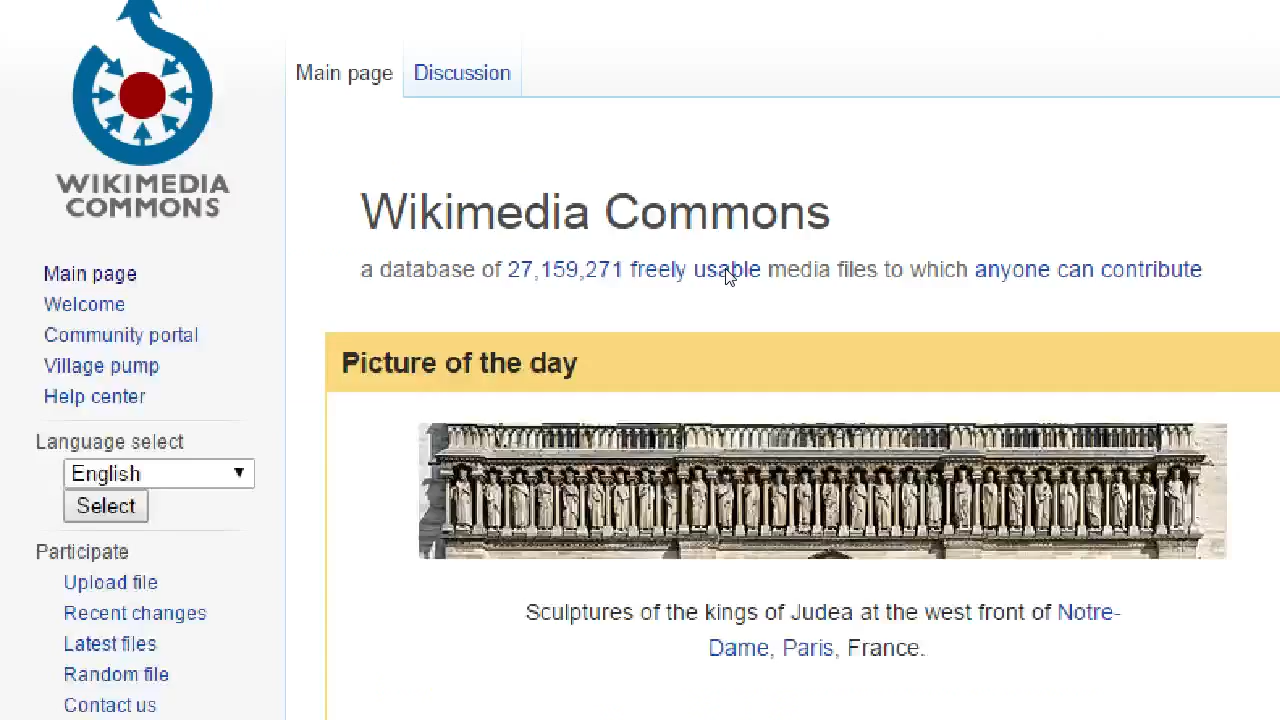 WIKIMEDIA
COMMONS
Main page
Welcome
Community portal
Village pump
Help center
Language select
English
Select
Participate
Upload file
Recent changes
Latest files
Random file
Contact us
Main page Discussion
Wikimedia Commons
a database of 27,159,271 freely usable media files to which anyone can contribute
Picture of the day
Sculptures of the kings of Judea at the west front of Notre-
Dame, Paris, France.